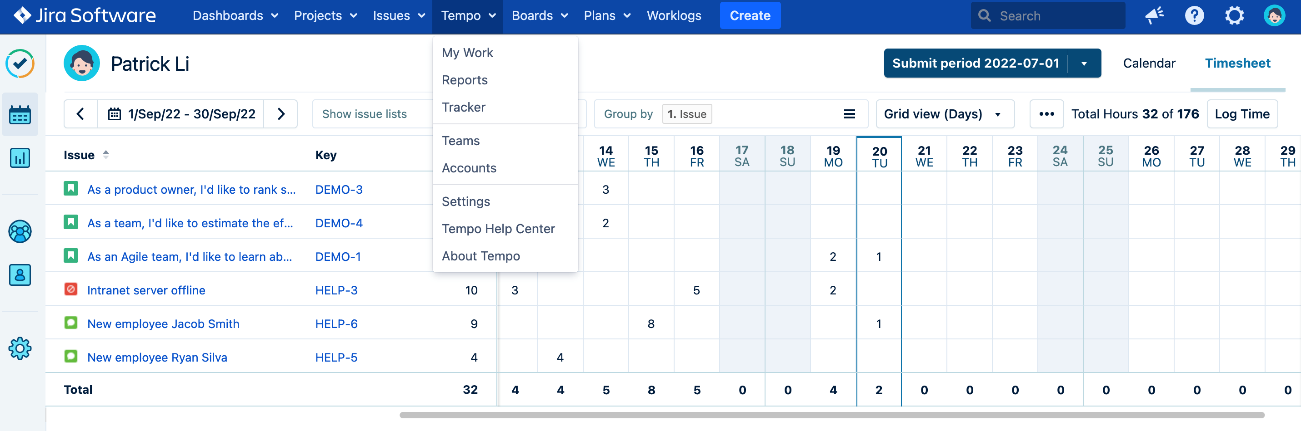 Jira Software Dashboards Projects Issues Tempo Boards Plans Worklogs Create Search
Patrick Li Submit period 2022-07-01 Calendar Timesheet
My Work
Reports
Tracker
Teams
Accounts
Settings
Tempo Help Center
About Tempo
1/Sep/22 - 30/Sep/22 Show issue lists Group by 1. Issue Grid view (Days) ••• Total Hours 32 of 176 Log Time
Issue Key 14 15 16 17 18 19 20 21 22 23 24 25 26 27 28 29
WE TH FR SA SU MO TU WE TH FR SA SU MO TU WE TH
As a product owner, I'd like to rank s... DEMO-3 3
As a team, I'd like to estimate the ef... DEMO-4 2
As an Agile team, I'd like to learn ab... DEMO-1 2 1
Intranet server offline HELP-3 10 3 5 2
New employee Jacob Smith HELP-6 9 8 1
New employee Ryan Silva HELP-5 4 4
Total 32 4 4 5 8 5 0 0 4 2 0 0 0 0 0 0 0 0 0